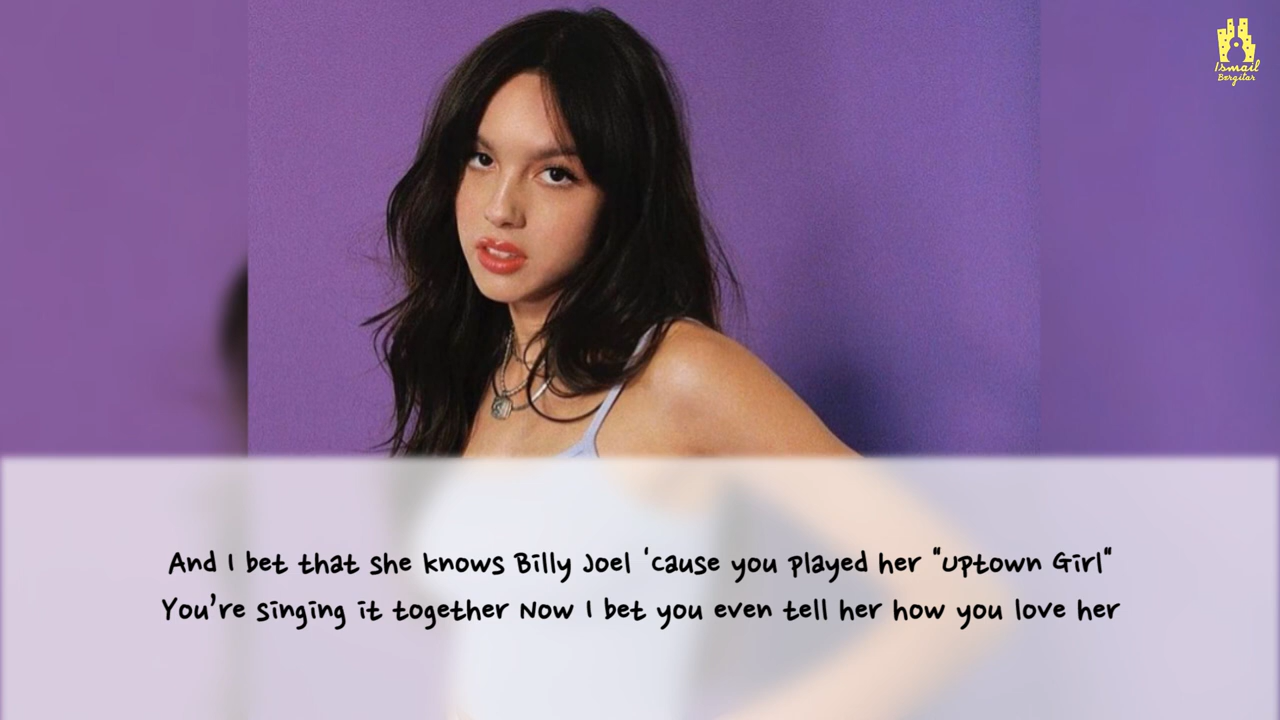 Ismail
Bergitar
And I bet that she knows Billy Joel 'cause you played her "Uptown Girl"
You're singing it together Now I bet you even tell her how you love her